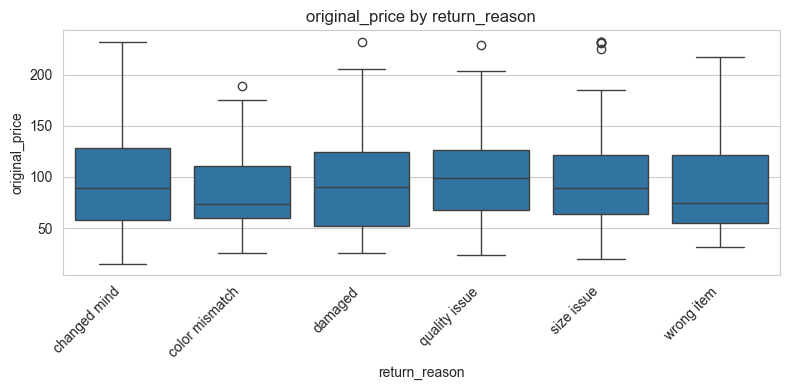 original_price by return_reason
original_price
200
150
100
50
changed mind
color mismatch
damaged
quality issue
size issue
wrong item
return_reason